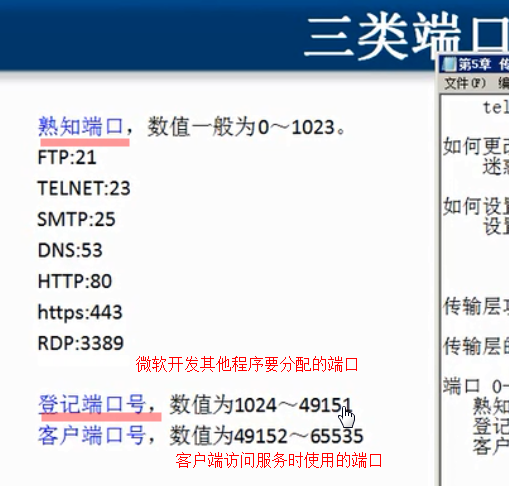 三类端口
第5章 传
文件(F) 编
tel
如何更改
迷惑
如何设置
设置
传输层功
传输层的
端口 0-
熟知
登记
客户
熟知端口，数值一般为0～1023。
FTP:21
TELNET:23
SMTP:25
DNS:53
HTTP:80
https:443
RDP:3389
微软开发其他程序要分配的端口
登记端口号，数值为1024～49151
客户端口号，数值为49152～65535
客户端访问服务时使用的端口